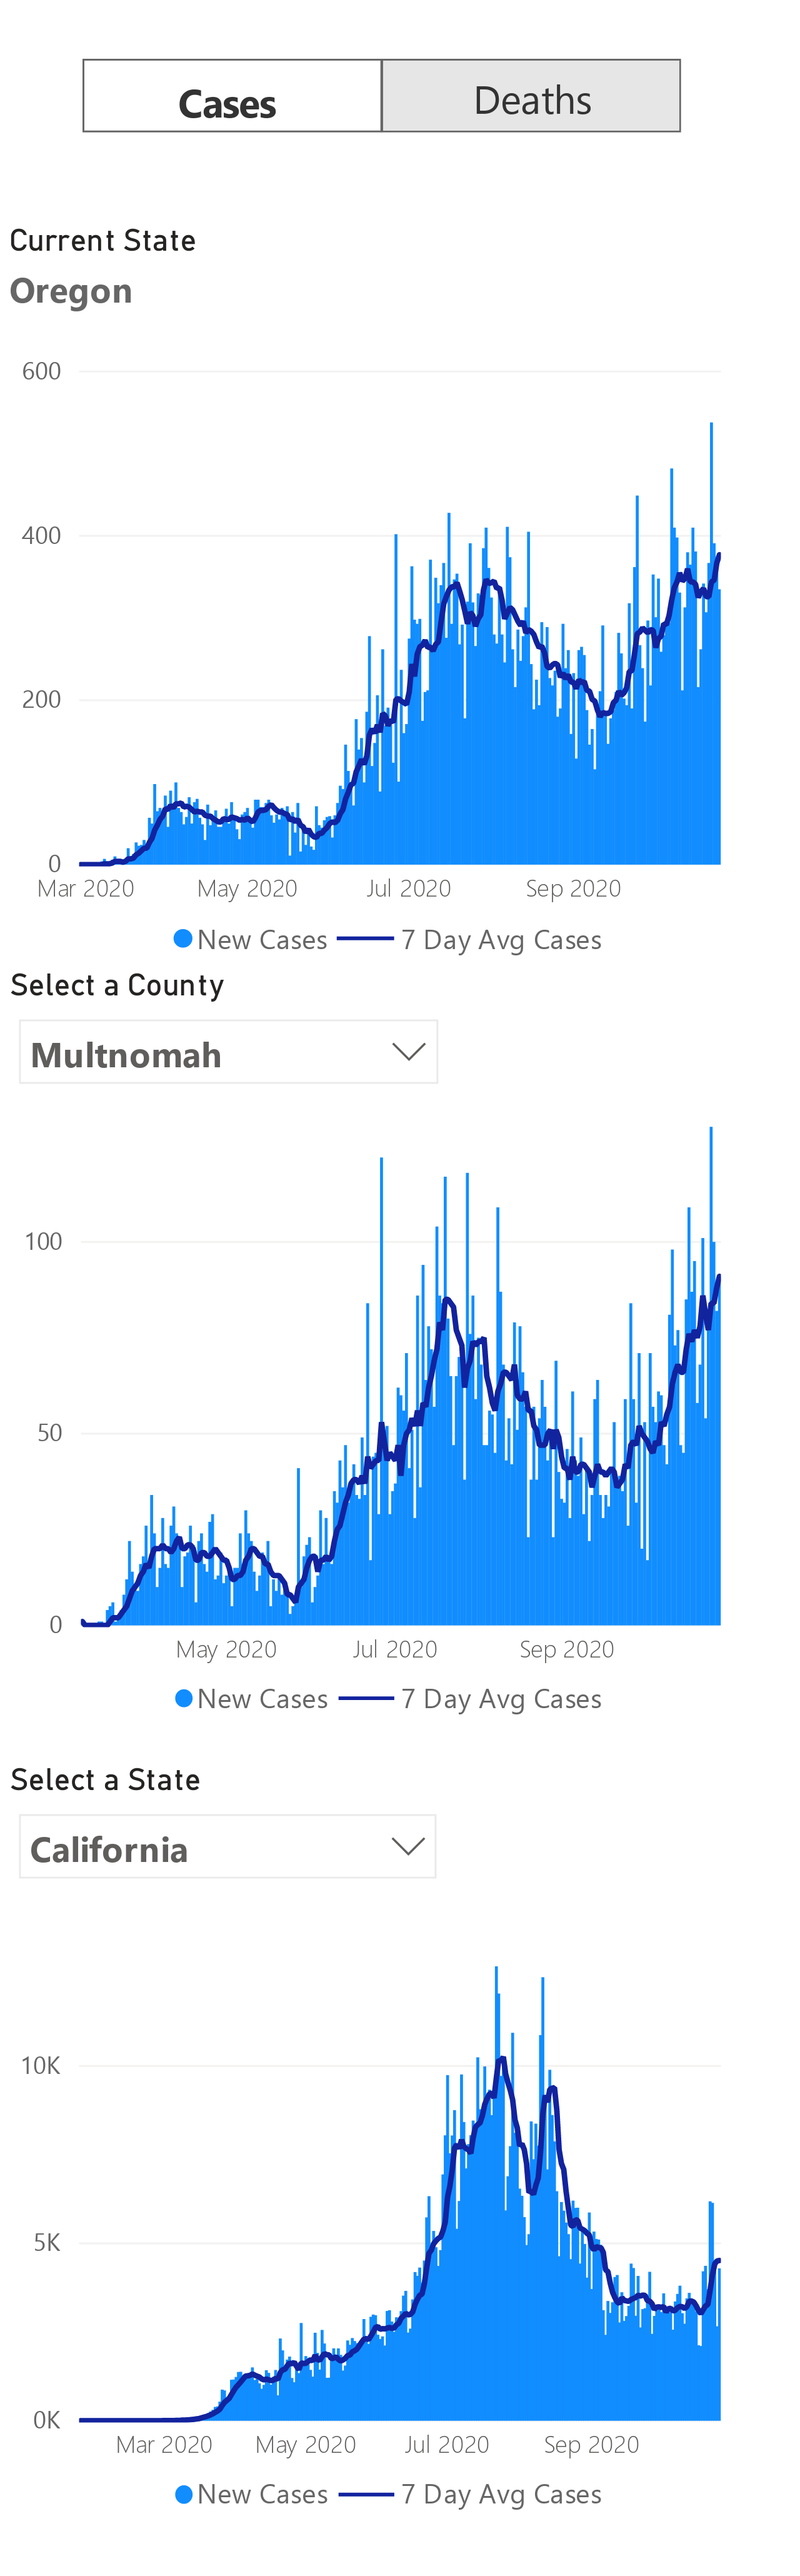 Cases Deaths
Current State
Oregon
600
400
200
0
Mar 2020 May 2020 Jul 2020 Sep 2020
New Cases 7 Day Avg Cases
Select a County
Multnomah
100
50
0
May 2020 Jul 2020 Sep 2020
New Cases 7 Day Avg Cases
Select a State
California
10K
5K
0K
Mar 2020 May 2020 Jul 2020 Sep 2020
New Cases 7 Day Avg Cases